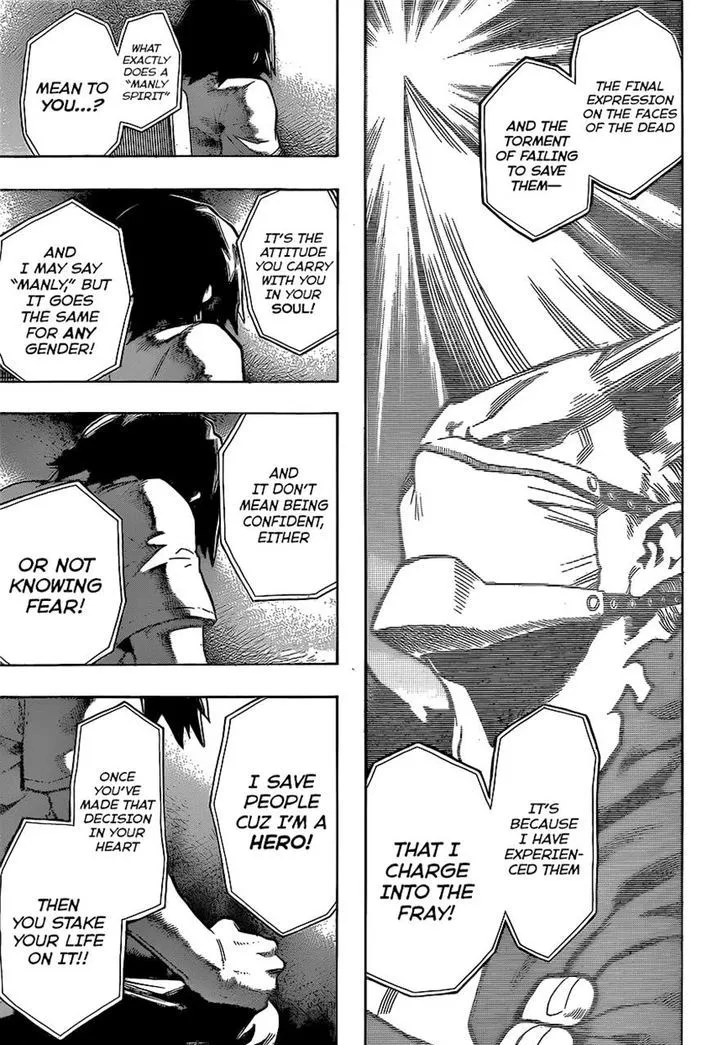 THE FINAL
EXPRESSION
ON THE FACES
OF THE DEAD
AND THE
TORMENT
OF FAILING
TO SAVE
THEM—
IT'S
BECAUSE
I HAVE
EXPERIEN-
CED THEM
THAT I
CHARGE
INTO THE
FRAY!
WHAT
EXACTLY
DOES A
"MANLY
SPIRIT"
MEAN TO
YOU...?
IT'S THE
ATTITUDE
YOU CARRY
WITH YOU
IN YOUR
SOUL!
AND
I MAY SAY
"MANLY," BUT
IT GOES
THE SAME
FOR ANY
GENDER!
AND
IT DON'T
MEAN BEING
CONFIDENT,
EITHER
OR NOT
KNOWING
FEAR!
I SAVE
PEOPLE
CUZ I'M A
HERO!
ONCE
YOU'VE
MADE THAT
DECISION
IN YOUR
HEART
THEN
YOU STAKE
YOUR LIFE
ON IT!!